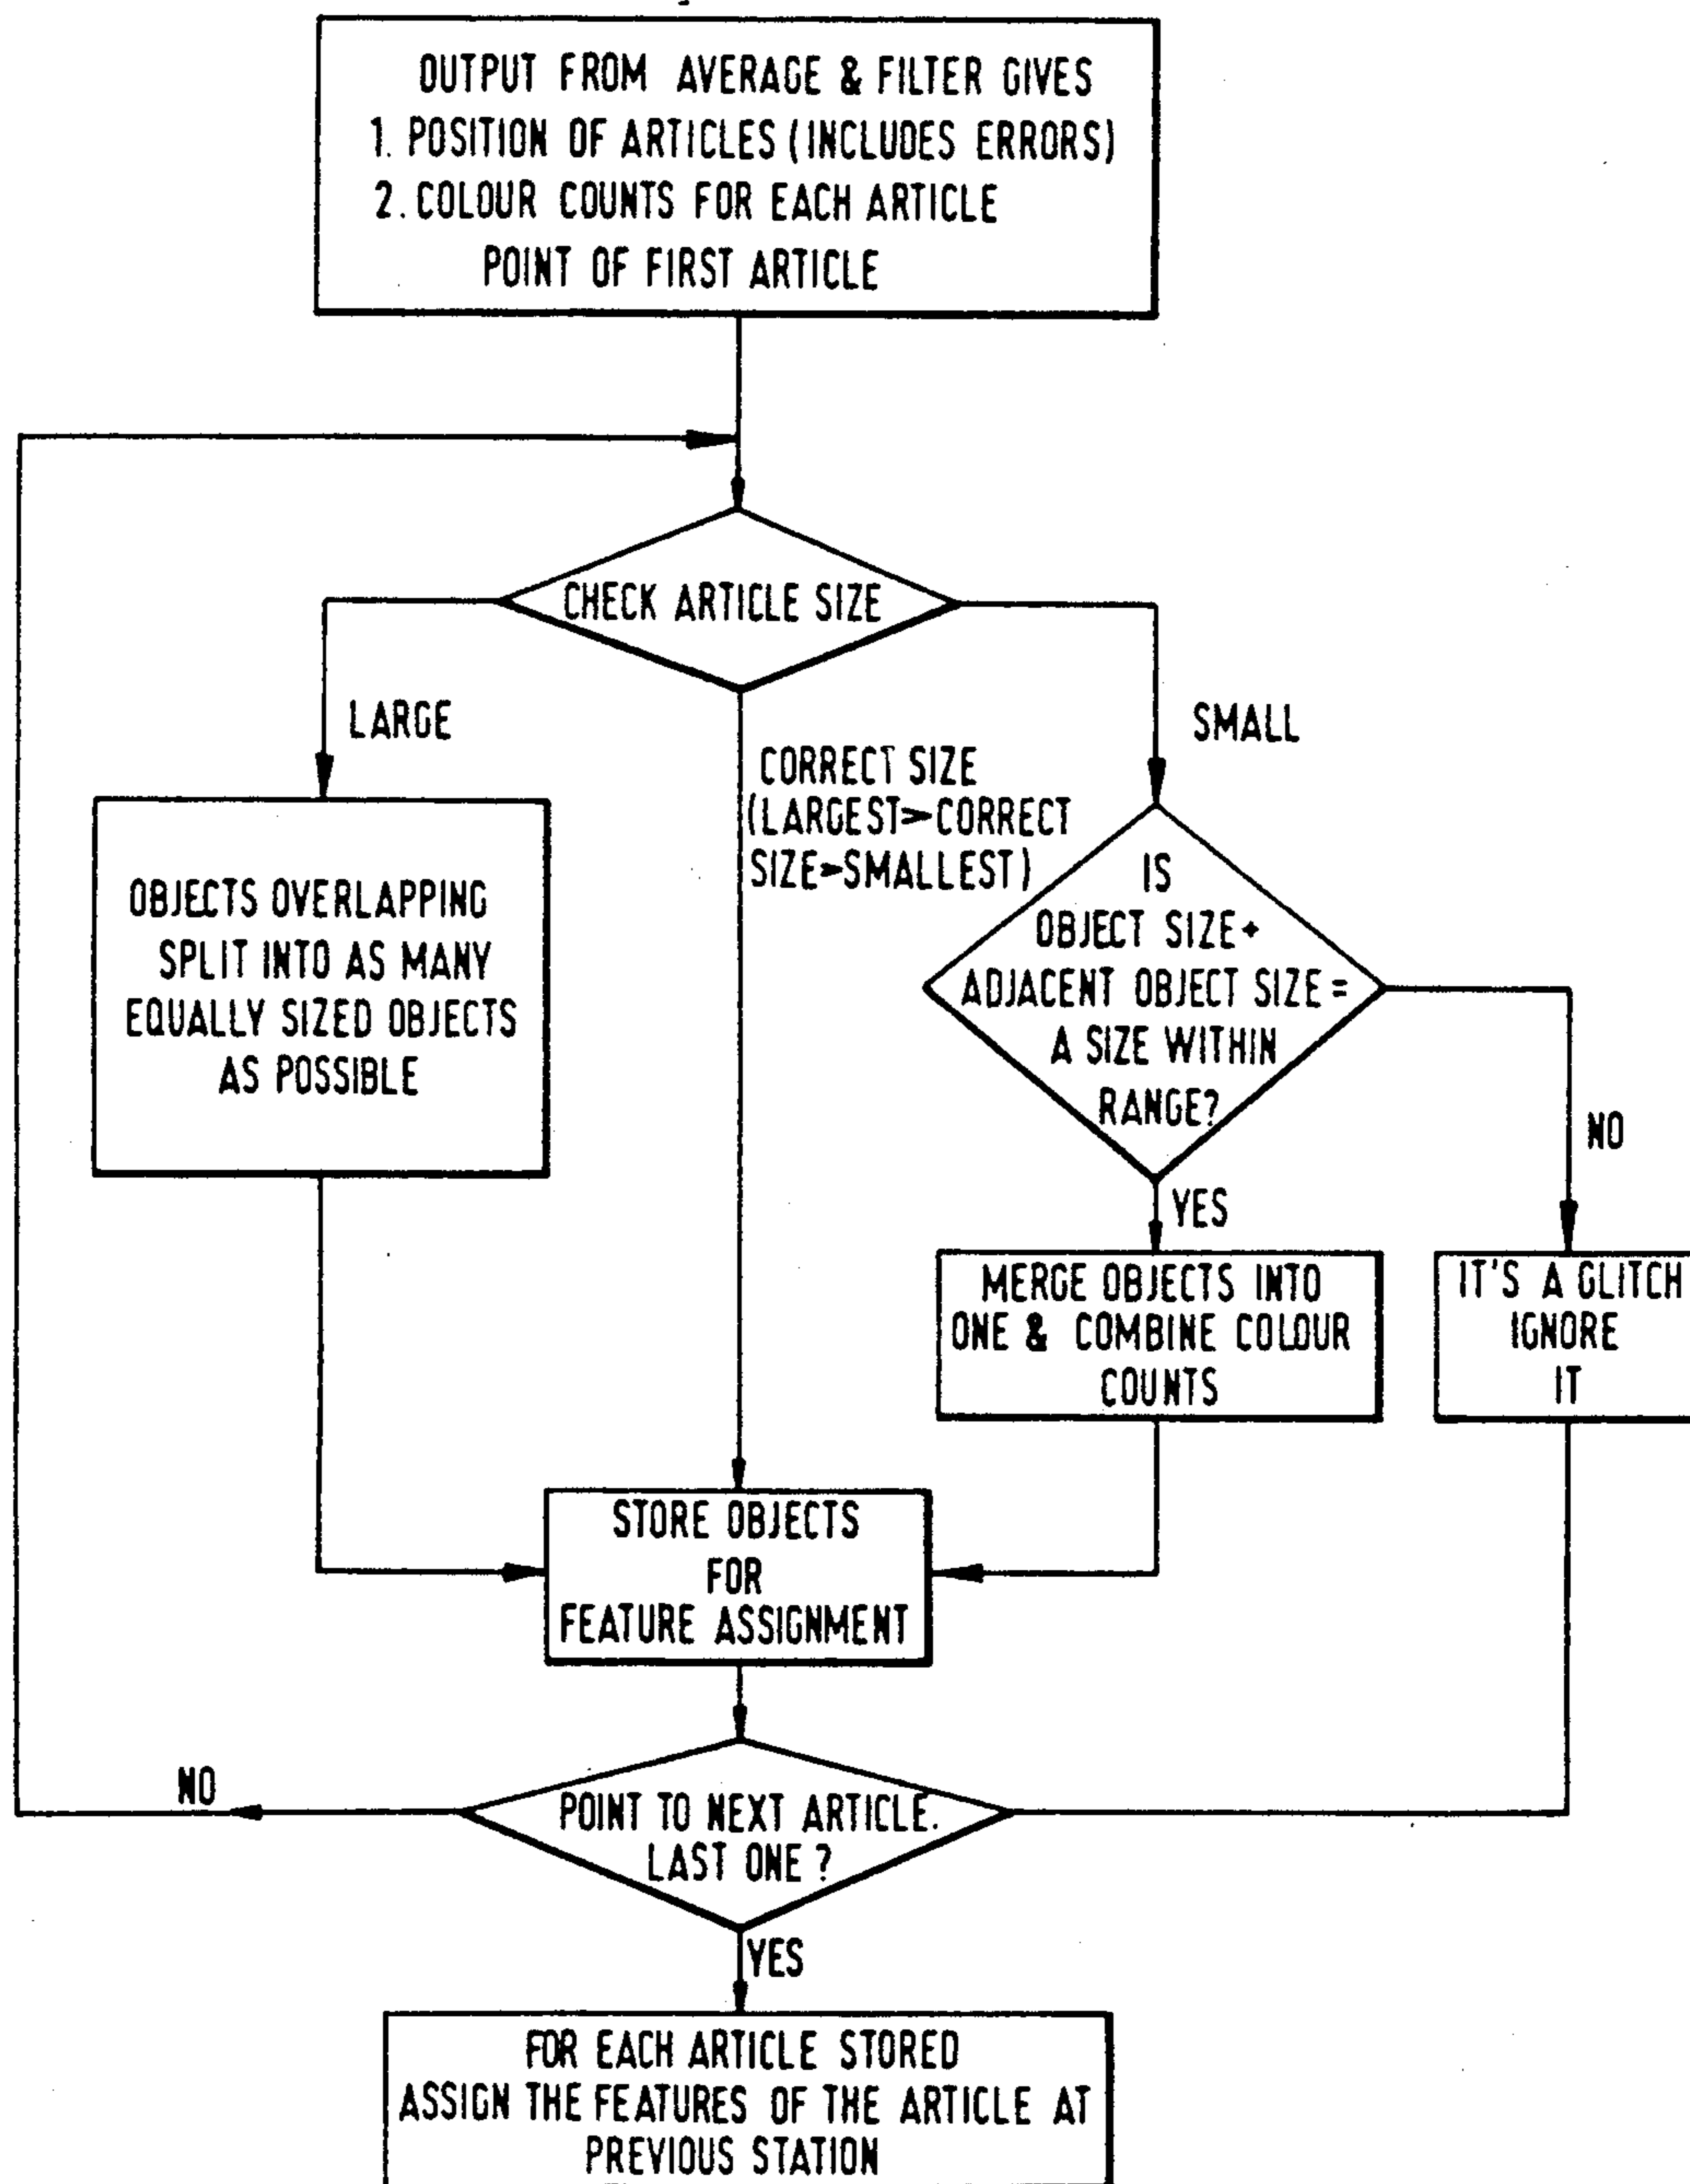 OUTPUT FROM AVERAGE & FILTER GIVES
1. POSITION OF ARTICLES (INCLUDES ERRORS)
2. COLOUR COUNTS FOR EACH ARTICLE
POINT OF FIRST ARTICLE
CHECK ARTICLE SIZE
LARGE
SMALL
CORRECT SIZE
(LARGEST>CORRECT
SIZE>SMALLEST)
OBJECTS OVERLAPPING
SPLIT INTO AS MANY
EQUALLY SIZED OBJECTS
AS POSSIBLE
IS
OBJECT SIZE+
ADJACENT OBJECT SIZE =
A SIZE WITHIN
RANGE?
NO
YES
MERGE OBJECTS INTO
ONE & COMBINE COLOUR
COUNTS
IT'S A GLITCH
IGNORE
IT
STORE OBJECTS
FOR
FEATURE ASSIGNMENT
NO
POINT TO NEXT ARTICLE.
LAST ONE ?
YES
FOR EACH ARTICLE STORED
ASSIGN THE FEATURES OF THE ARTICLE AT
PREVIOUS STATION